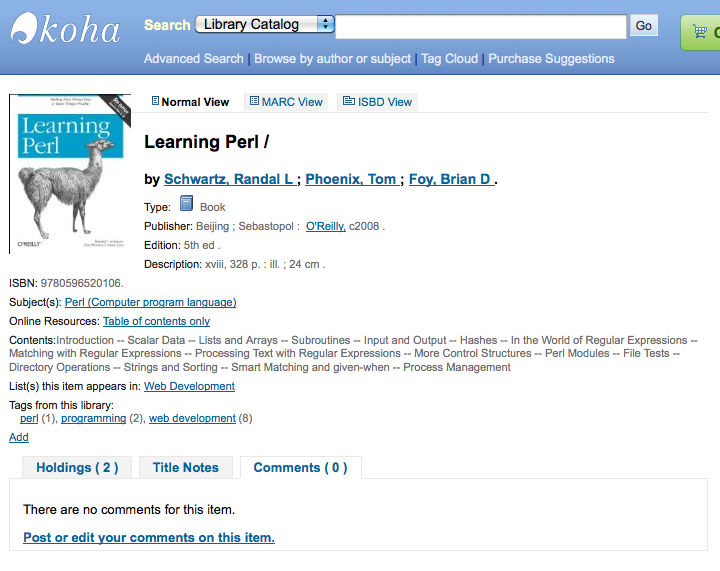 koha
Search Library Catalog Go
Advanced Search | Browse by author or subject | Tag Cloud | Purchase Suggestions
Normal View MARC View ISBD View
Learning
Perl
O'REILLY
Learning Perl /
by Schwartz, Randal L ; Phoenix, Tom ; Foy, Brian D .
Type: Book
Publisher: Beijing ; Sebastopol : O'Reilly, c2008 .
Edition: 5th ed .
Description: xviii, 328 p. : ill. ; 24 cm .
ISBN: 9780596520106.
Subject(s): Perl (Computer program language)
Online Resources: Table of contents only
Contents:Introduction -- Scalar Data -- Lists and Arrays -- Subroutines -- Input and Output -- Hashes -- In the World of Regular Expressions --
Matching with Regular Expressions -- Processing Text with Regular Expressions -- More Control Structures -- Perl Modules -- File Tests --
Directory Operations -- Strings and Sorting -- Smart Matching and given-when -- Process Management
List(s) this item appears in: Web Development
Tags from this library:
perl (1), programming (2), web development (8)
Add
Holdings ( 2 ) Title Notes Comments ( 0 )
There are no comments for this item.
Post or edit your comments on this item.